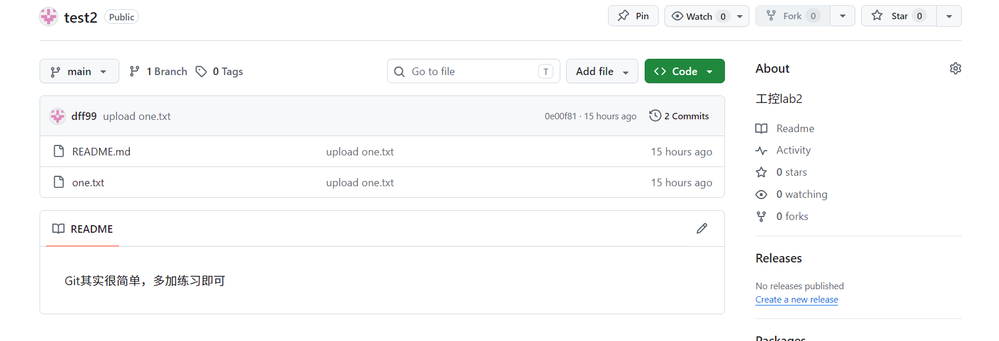 test2 Public Pin Watch 0 Fork 0 Star 0
main 1 Branch 0 Tags Go to file T Add file Code
dff99 upload one.txt 0e00f81 · 15 hours ago 2 Commits
README.md upload one.txt 15 hours ago
one.txt upload one.txt 15 hours ago
README
Git其实很简单，多加练习即可
About
工控lab2
Readme
Activity
0 stars
0 watching
0 forks
Releases
No releases published
Create a new release
Packages